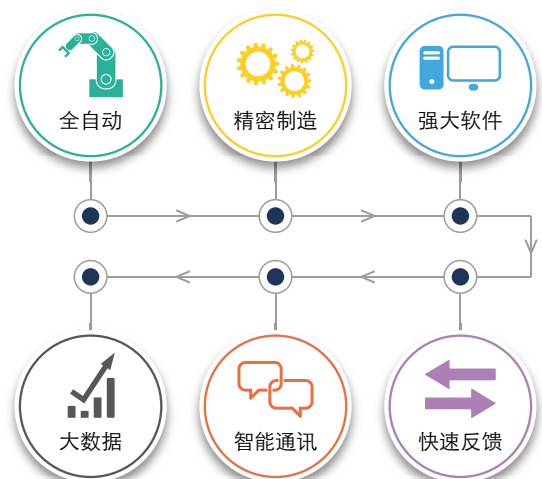 全自动
精密制造
强大软件
大数据
智能通讯
快速反馈